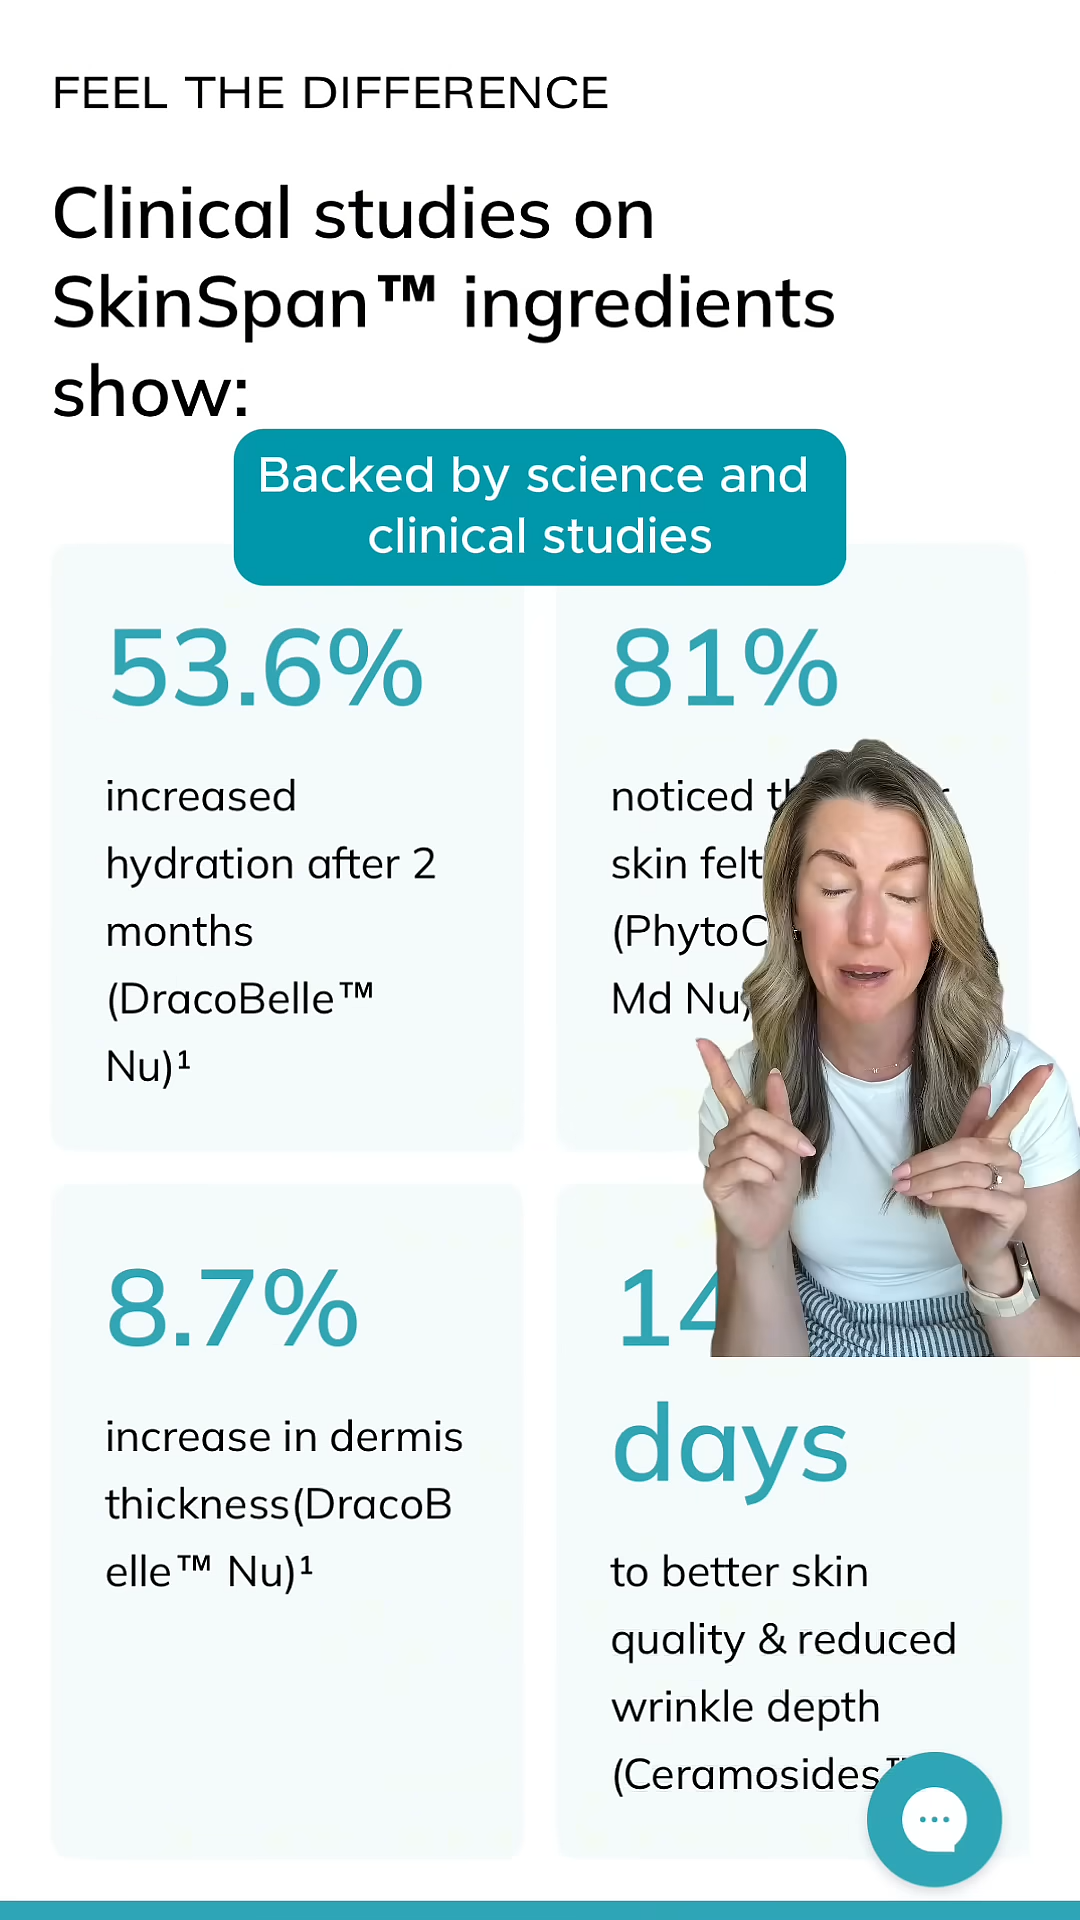 FEEL THE DIFFERENCE
Clinical studies on
SkinSpan™ ingredients
show:
Backed by science and
clinical studies
53.6%
increased
hydration after 2
months
(DracoBelle™
Nu)¹
81%
noticed
skin felt
Md Nu)
8.7%
increase in dermis
thickness(DracoB
elle™ Nu)¹
days
to better skin
quality & reduced
wrinkle depth
(Ceramosides